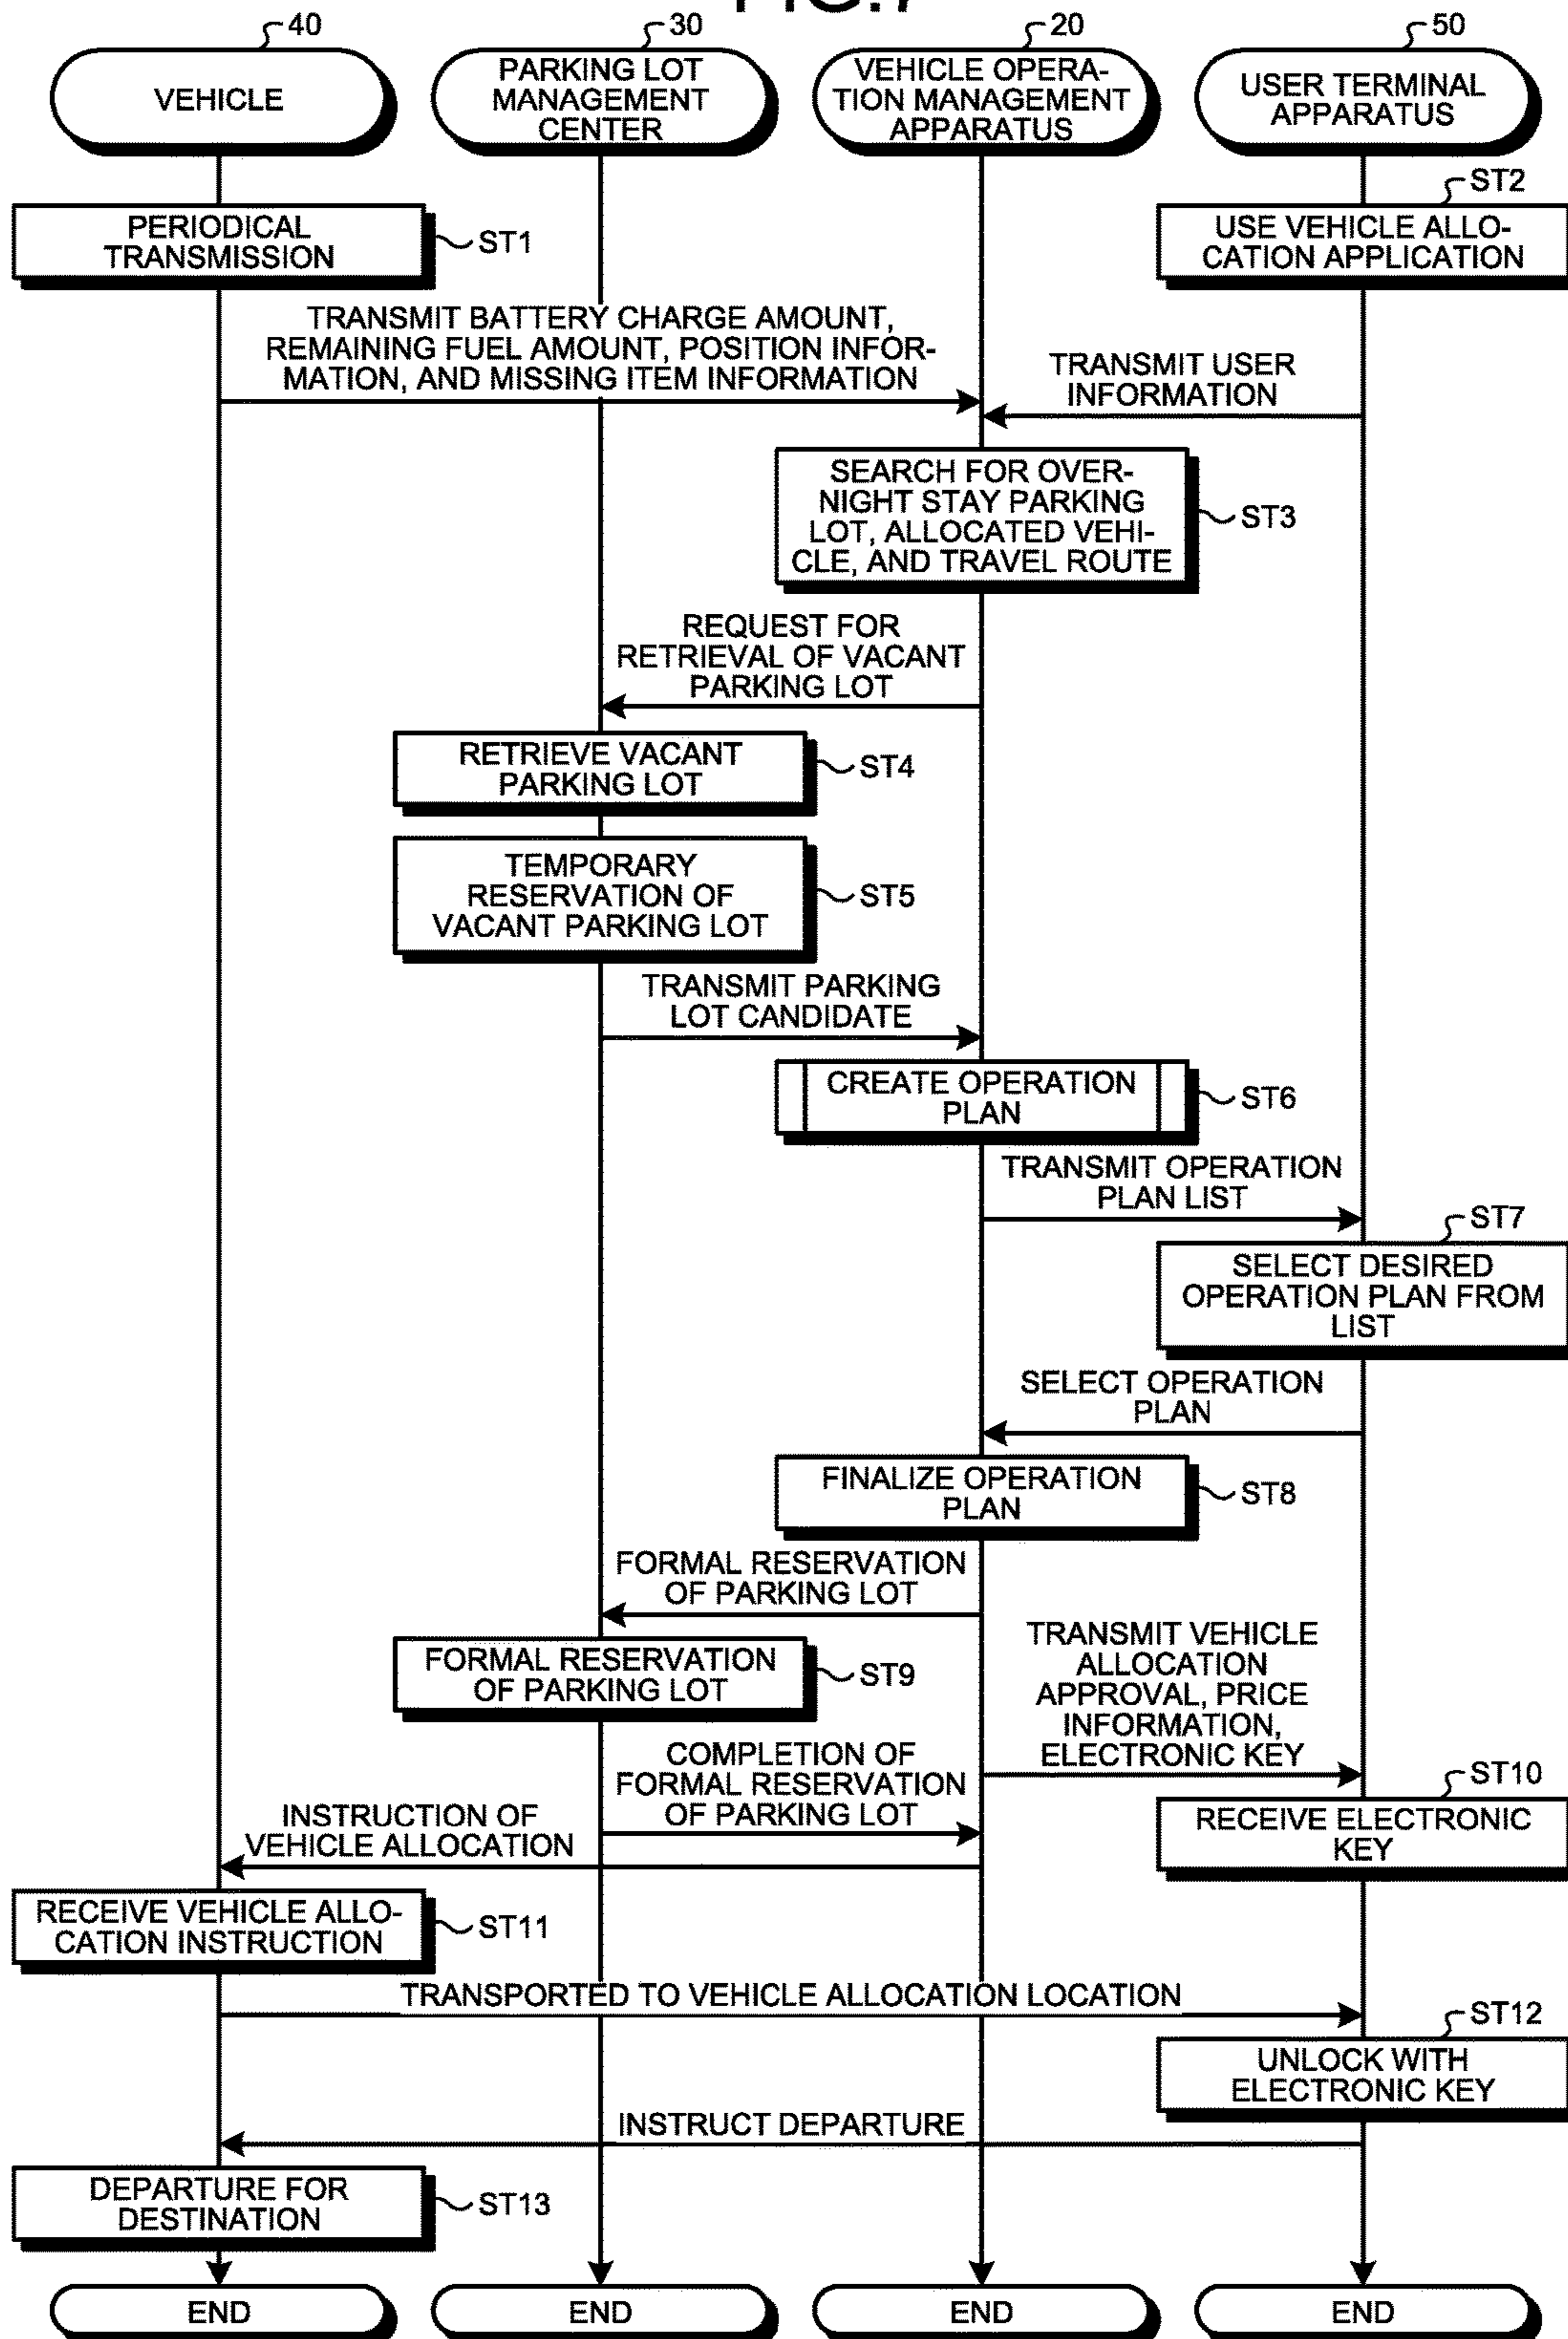 FIG.7
40
30
20
50
VEHICLE
PARKING LOT
MANAGEMENT
CENTER
VEHICLE OPERA-
TION MANAGEMENT
APPARATUS
USER TERMINAL
APPARATUS
PERIODICAL
TRANSMISSION
ST1
ST2
USE VEHICLE ALLO-
CATION APPLICATION
TRANSMIT BATTERY CHARGE AMOUNT,
REMAINING FUEL AMOUNT, POSITION INFOR-
MATION, AND MISSING ITEM INFORMATION
TRANSMIT USER
INFORMATION
SEARCH FOR OVER-
NIGHT STAY PARKING
LOT, ALLOCATED VEHI-
CLE, AND TRAVEL ROUTE
ST3
REQUEST FOR
RETRIEVAL OF VACANT
PARKING LOT
RETRIEVE VACANT
PARKING LOT
ST4
TEMPORARY
RESERVATION OF
VACANT PARKING LOT
ST5
TRANSMIT PARKING
LOT CANDIDATE
CREATE OPERATION
PLAN
ST6
TRANSMIT OPERATION
PLAN LIST
ST7
SELECT DESIRED
OPERATION PLAN FROM
LIST
SELECT OPERATION
PLAN
FINALIZE OPERATION
PLAN
ST8
FORMAL RESERVATION
OF PARKING LOT
FORMAL RESERVATION
OF PARKING LOT
ST9
TRANSMIT VEHICLE
ALLOCATION
APPROVAL, PRICE
INFORMATION,
ELECTRONIC KEY
COMPLETION OF
FORMAL RESERVATION
OF PARKING LOT
ST10
RECEIVE ELECTRONIC
KEY
INSTRUCTION OF
VEHICLE ALLOCATION
RECEIVE VEHICLE ALLO-
CATION INSTRUCTION
ST11
TRANSPORTED TO VEHICLE ALLOCATION LOCATION
ST12
UNLOCK WITH
ELECTRONIC KEY
INSTRUCT DEPARTURE
DEPARTURE FOR
DESTINATION
ST13
END
END
END
END